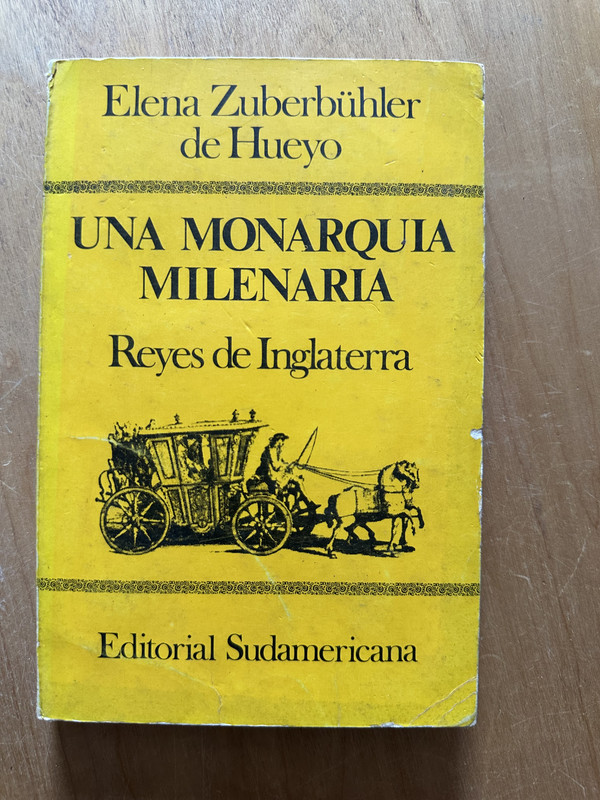 Elena Zuberbühler
de Hueyo
UNA MONARQUIA
MILENARIA
Reyes de Inglaterra
Editorial Sudamericana